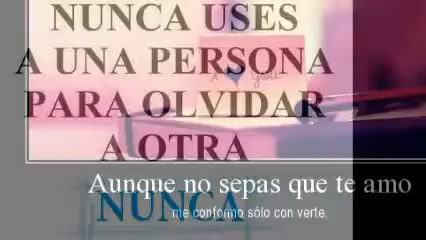 NUNCA USES
A UNA PERSONA
PARA OLVIDAR
A OTRA
Aunque no sepas que te amo
NUNCA
me conformo sólo con verte.